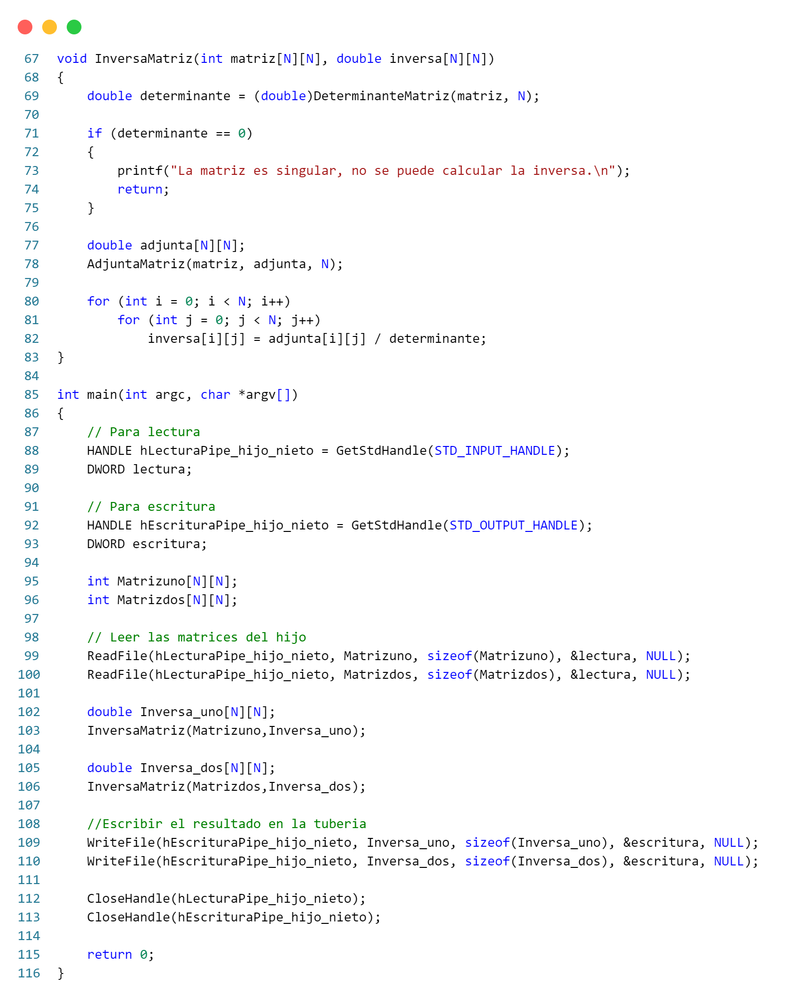 67 void InversaMatriz(int matriz[N][N], double inversa[N][N])
68 {
69     double determinante = (double)DeterminanteMatriz(matriz, N);
70
71     if (determinante == 0)
72     {
73         printf("La matriz es singular, no se puede calcular la inversa.\n");
74         return;
75     }
76
77     double adjunta[N][N];
78     AdjuntaMatriz(matriz, adjunta, N);
79
80     for (int i = 0; i < N; i++)
81         for (int j = 0; j < N; j++)
82             inversa[i][j] = adjunta[i][j] / determinante;
83 }
84
85 int main(int argc, char *argv[])
86 {
87     // Para lectura
88     HANDLE hLecturaPipe_hijo_nieto = GetStdHandle(STD_INPUT_HANDLE);
89     DWORD lectura;
90
91     // Para escritura
92     HANDLE hEscrituraPipe_hijo_nieto = GetStdHandle(STD_OUTPUT_HANDLE);
93     DWORD escritura;
94
95     int Matrizuno[N][N];
96     int Matrizdos[N][N];
97
98     // Leer las matrices del hijo
99     ReadFile(hLecturaPipe_hijo_nieto, Matrizuno, sizeof(Matrizuno), &lectura, NULL);
100     ReadFile(hLecturaPipe_hijo_nieto, Matrizdos, sizeof(Matrizdos), &lectura, NULL);
101
102     double Inversa_uno[N][N];
103     InversaMatriz(Matrizuno,Inversa_uno);
104
105     double Inversa_dos[N][N];
106     InversaMatriz(Matrizdos,Inversa_dos);
107
108     //Escribir el resultado en la tuberia
109     WriteFile(hEscrituraPipe_hijo_nieto, Inversa_uno, sizeof(Inversa_uno), &escritura, NULL);
110     WriteFile(hEscrituraPipe_hijo_nieto, Inversa_dos, sizeof(Inversa_dos), &escritura, NULL);
111
112     CloseHandle(hLecturaPipe_hijo_nieto);
113     CloseHandle(hEscrituraPipe_hijo_nieto);
114
115     return 0;
116 }